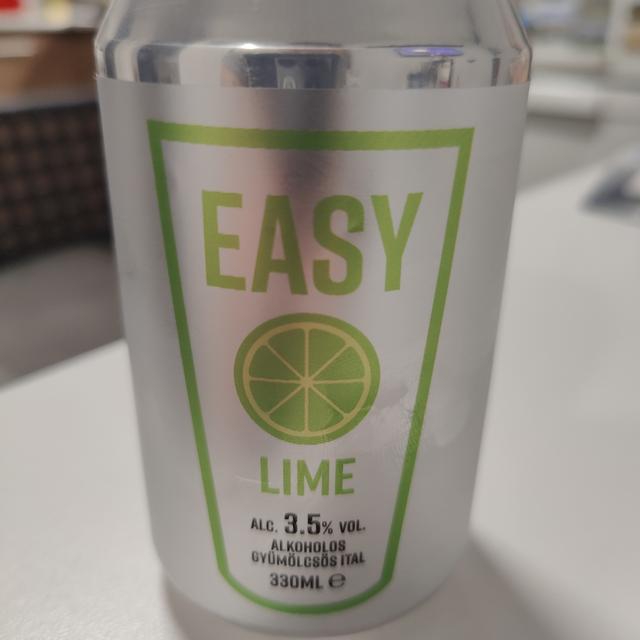 EASY
LIME
ALC. 3.5% VOL.
ALKOHOLOS
GYÜMÖLCSÖS ITAL
330ML ℮